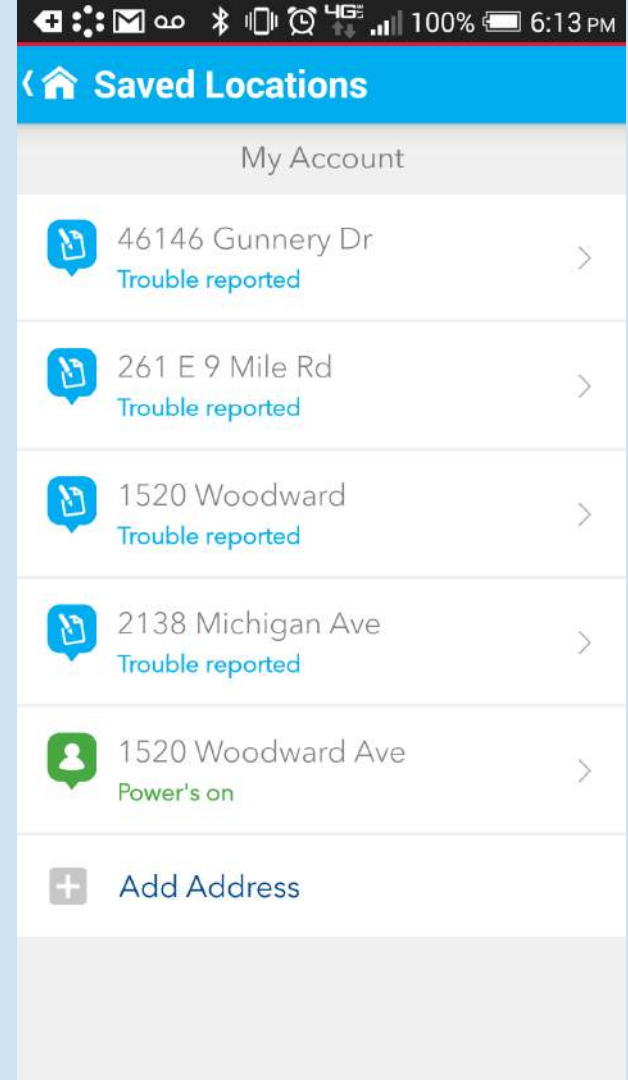 4G 100% 6:13 PM
Saved Locations
My Account
46146 Gunnery Dr
Trouble reported
261 E 9 Mile Rd
Trouble reported
1520 Woodward
Trouble reported
2138 Michigan Ave
Trouble reported
1520 Woodward Ave
Power's on
Add Address